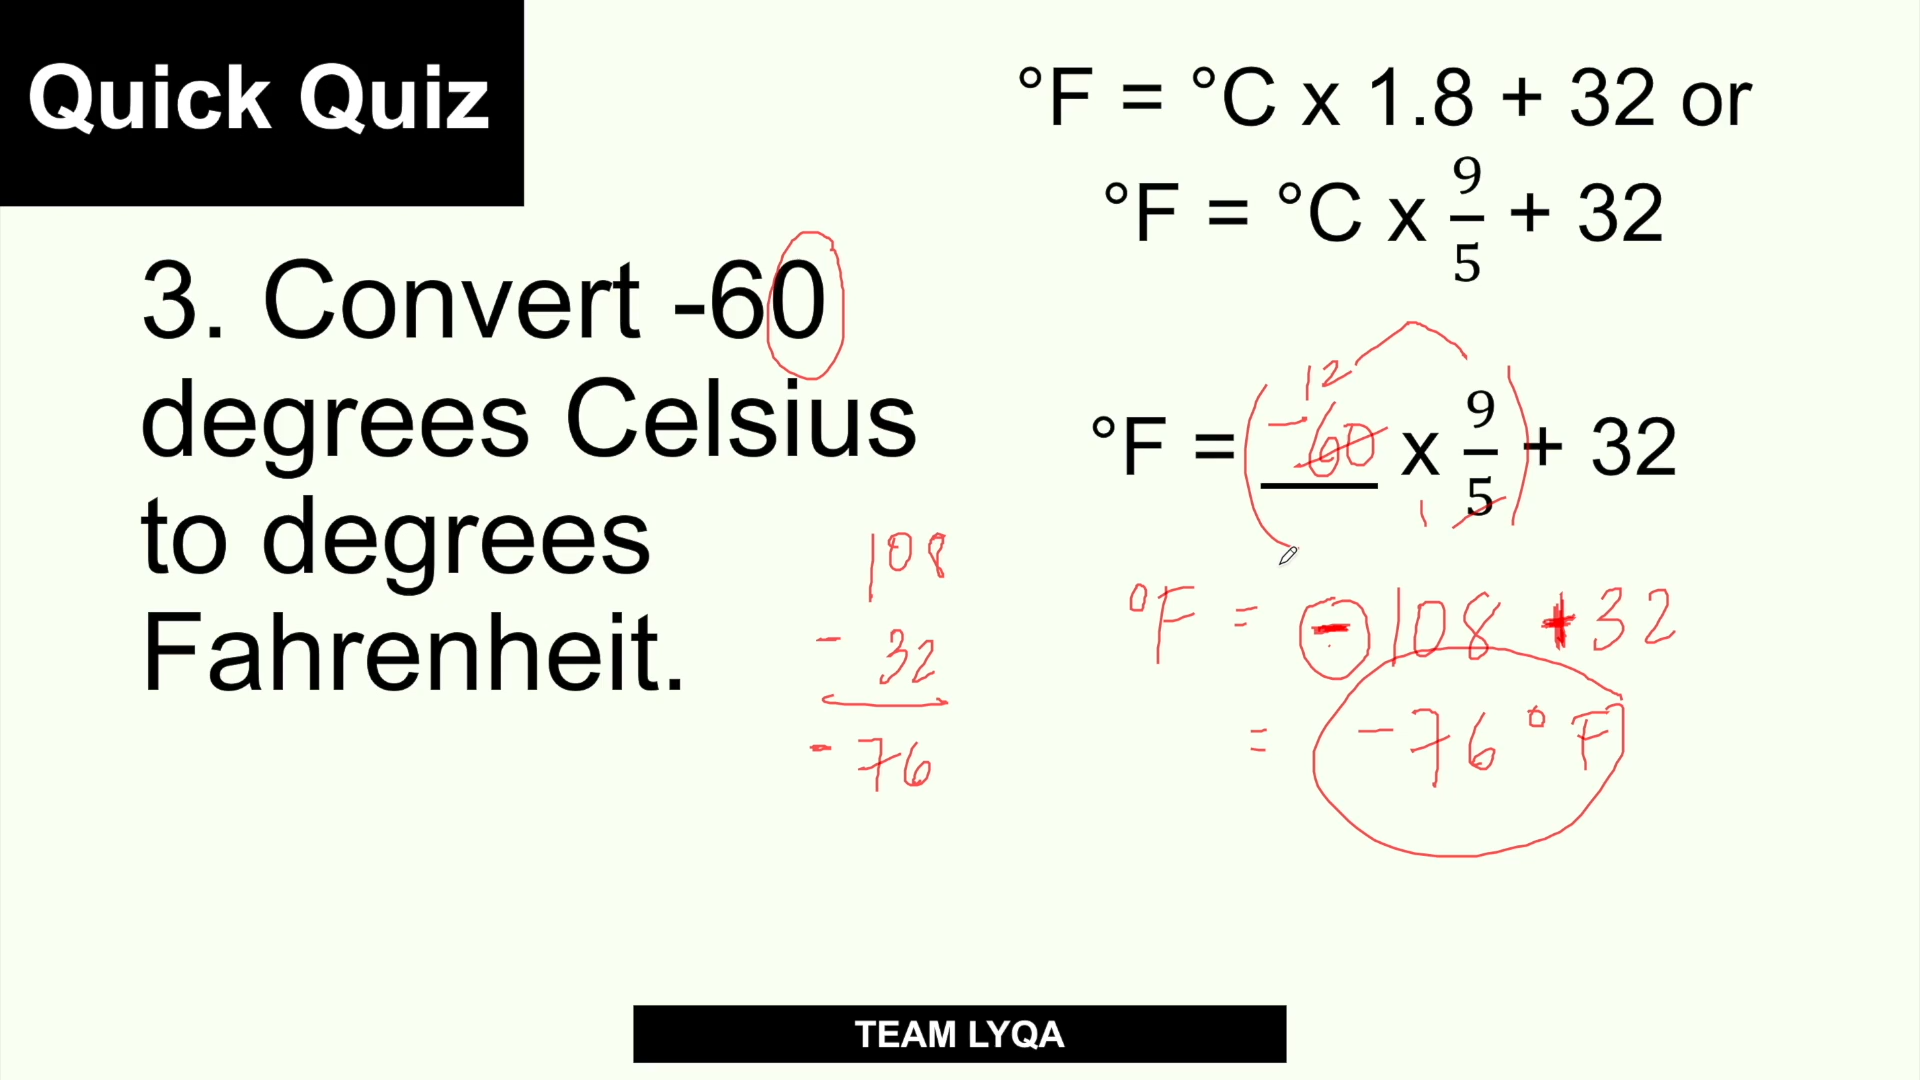 Quick Quiz
°F = °C x 1.8 + 32 or
°F = °C x 9/5 + 32
3. Convert -60
degrees Celsius
to degrees
Fahrenheit.
12
°F = ( -60 x 9/5 ) + 32
1
108
- 32
- 76
°F = - 108 + 32
= - 76 °F
TEAM LYQA